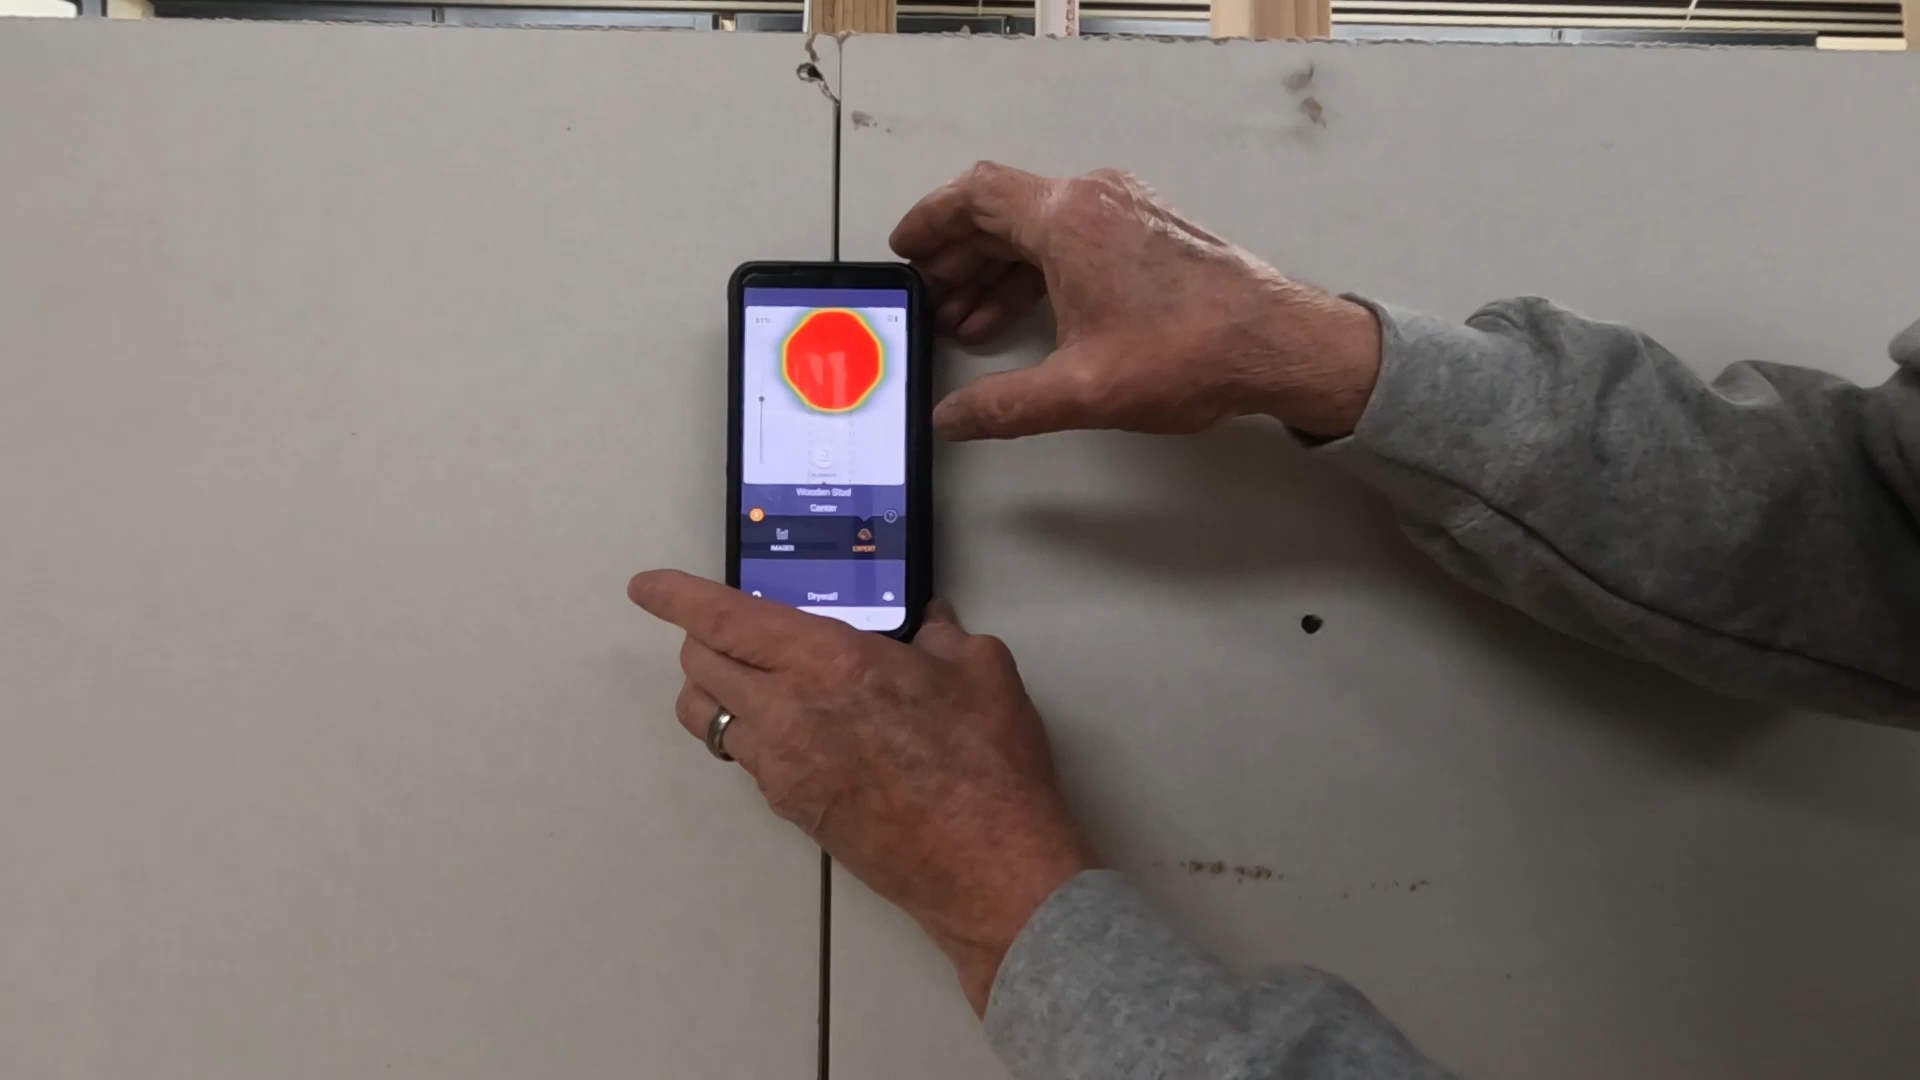 Wooden Stud
Center
IMAGES
EXPERT
Drywall